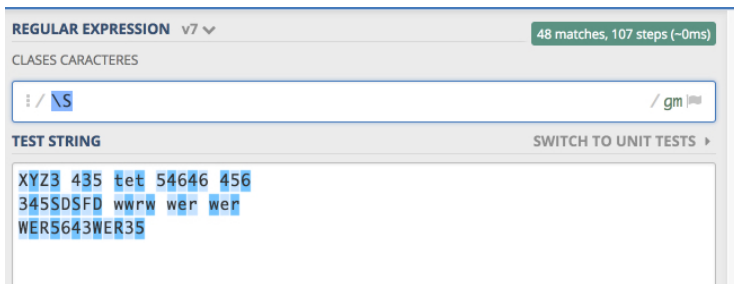 REGULAR EXPRESSION v7
48 matches, 107 steps (~0ms)
CLASES CARACTERES
/ \S / gm
TEST STRING SWITCH TO UNIT TESTS
XYZ3 435 tet 54646 456
345SDSFD wwrw wer wer
WER5643WER35